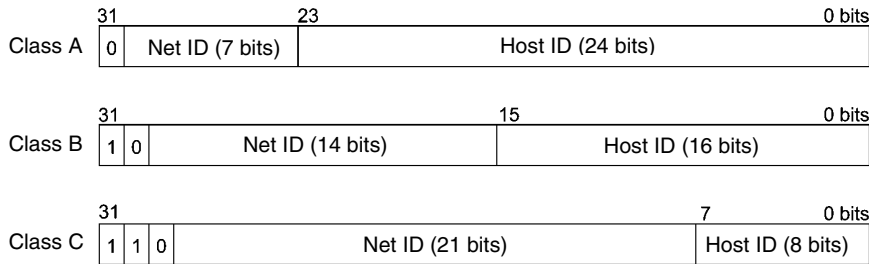 31 23 0 bits
Class A 0 Net ID (7 bits) Host ID (24 bits)
31 15 0 bits
Class B 1 0 Net ID (14 bits) Host ID (16 bits)
31 7 0 bits
Class C 1 1 0 Net ID (21 bits) Host ID (8 bits)